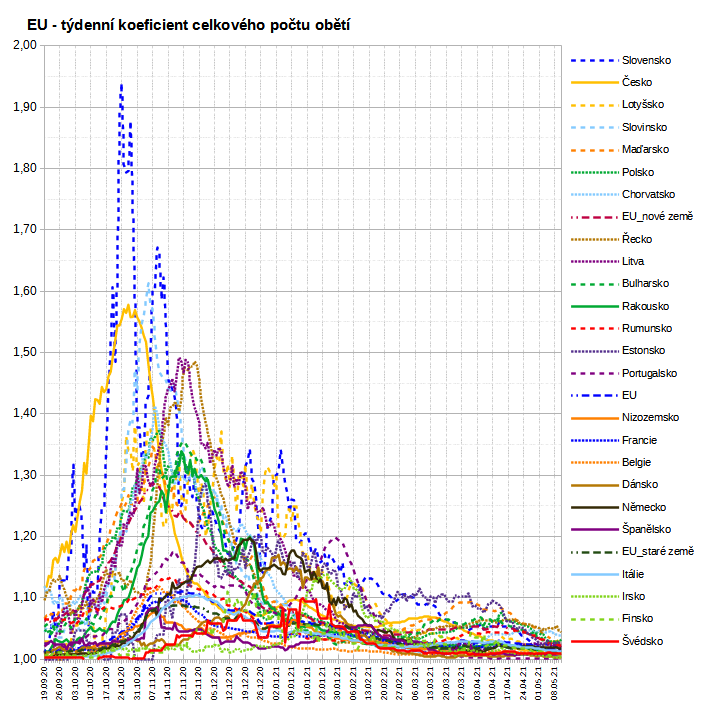 EU - týdenní koeficient celkového počtu obětí
2,00
1,90
1,80
1,70
1,60
1,50
1,40
1,30
1,20
1,10
1,00
19.09.20
26.09.20
03.10.20
10.10.20
17.10.20
24.10.20
31.10.20
07.11.20
14.11.20
21.11.20
28.11.20
05.12.20
12.12.20
19.12.20
26.12.20
02.01.21
09.01.21
16.01.21
23.01.21
30.01.21
06.02.21
13.02.21
20.02.21
27.02.21
06.03.21
13.03.21
20.03.21
27.03.21
03.04.21
10.04.21
17.04.21
24.04.21
01.05.21
08.05.21
Slovensko
Česko
Lotyšsko
Slovinsko
Maďarsko
Polsko
Chorvatsko
EU_nové země
Řecko
Litva
Bulharsko
Rakousko
Rumunsko
Estonsko
Portugalsko
EU
Nizozemsko
Francie
Belgie
Dánsko
Německo
Španělsko
EU_staré země
Itálie
Irsko
Finsko
Švédsko